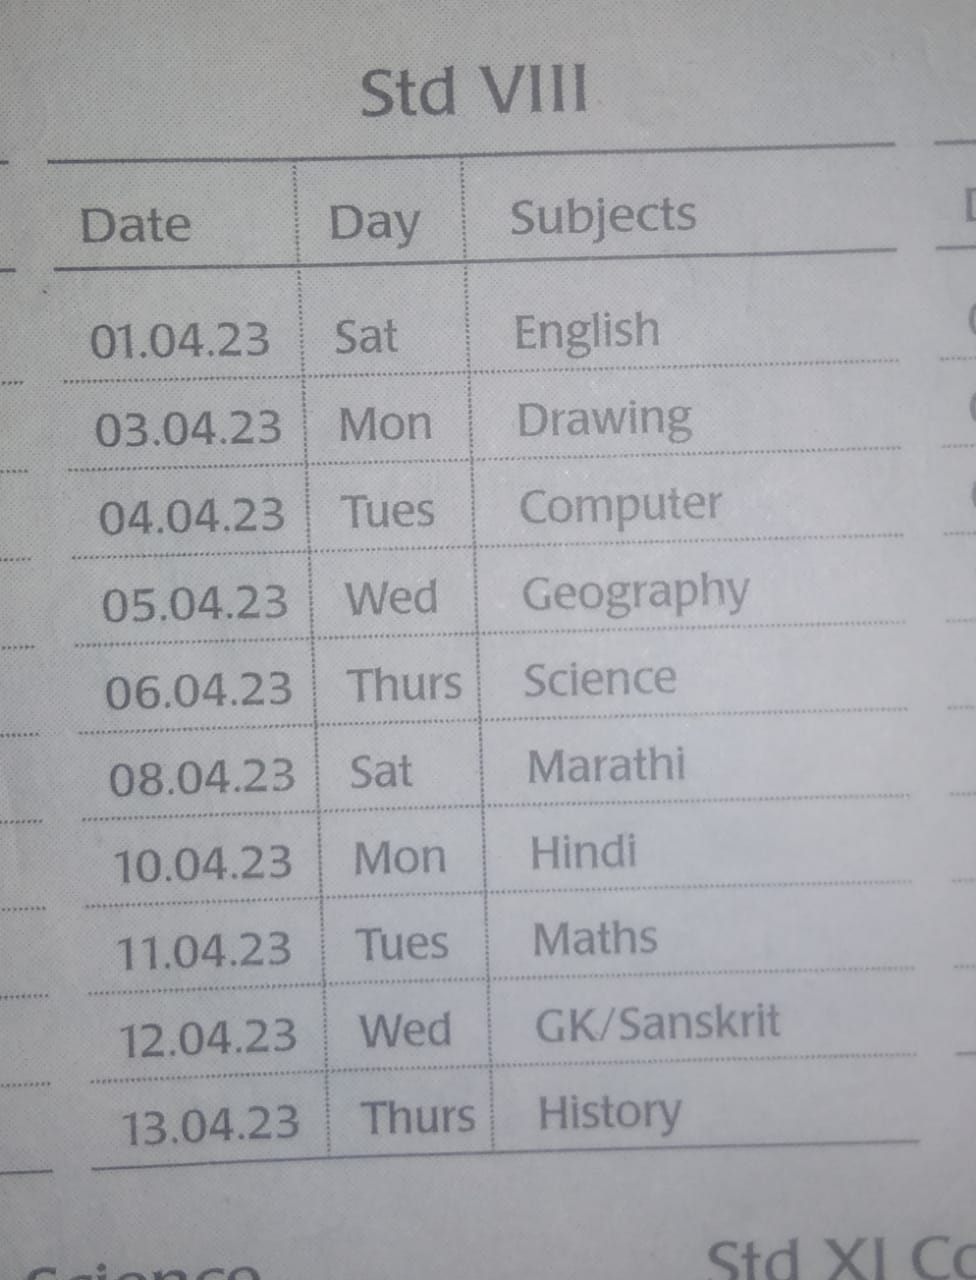 Std VIII
Date Day Subjects
01.04.23 Sat English
03.04.23 Mon Drawing
04.04.23 Tues Computer
05.04.23 Wed Geography
06.04.23 Thurs Science
08.04.23 Sat Marathi
10.04.23 Mon Hindi
11.04.23 Tues Maths
12.04.23 Wed GK/Sanskrit
13.04.23 Thurs History
Science Std XI Co